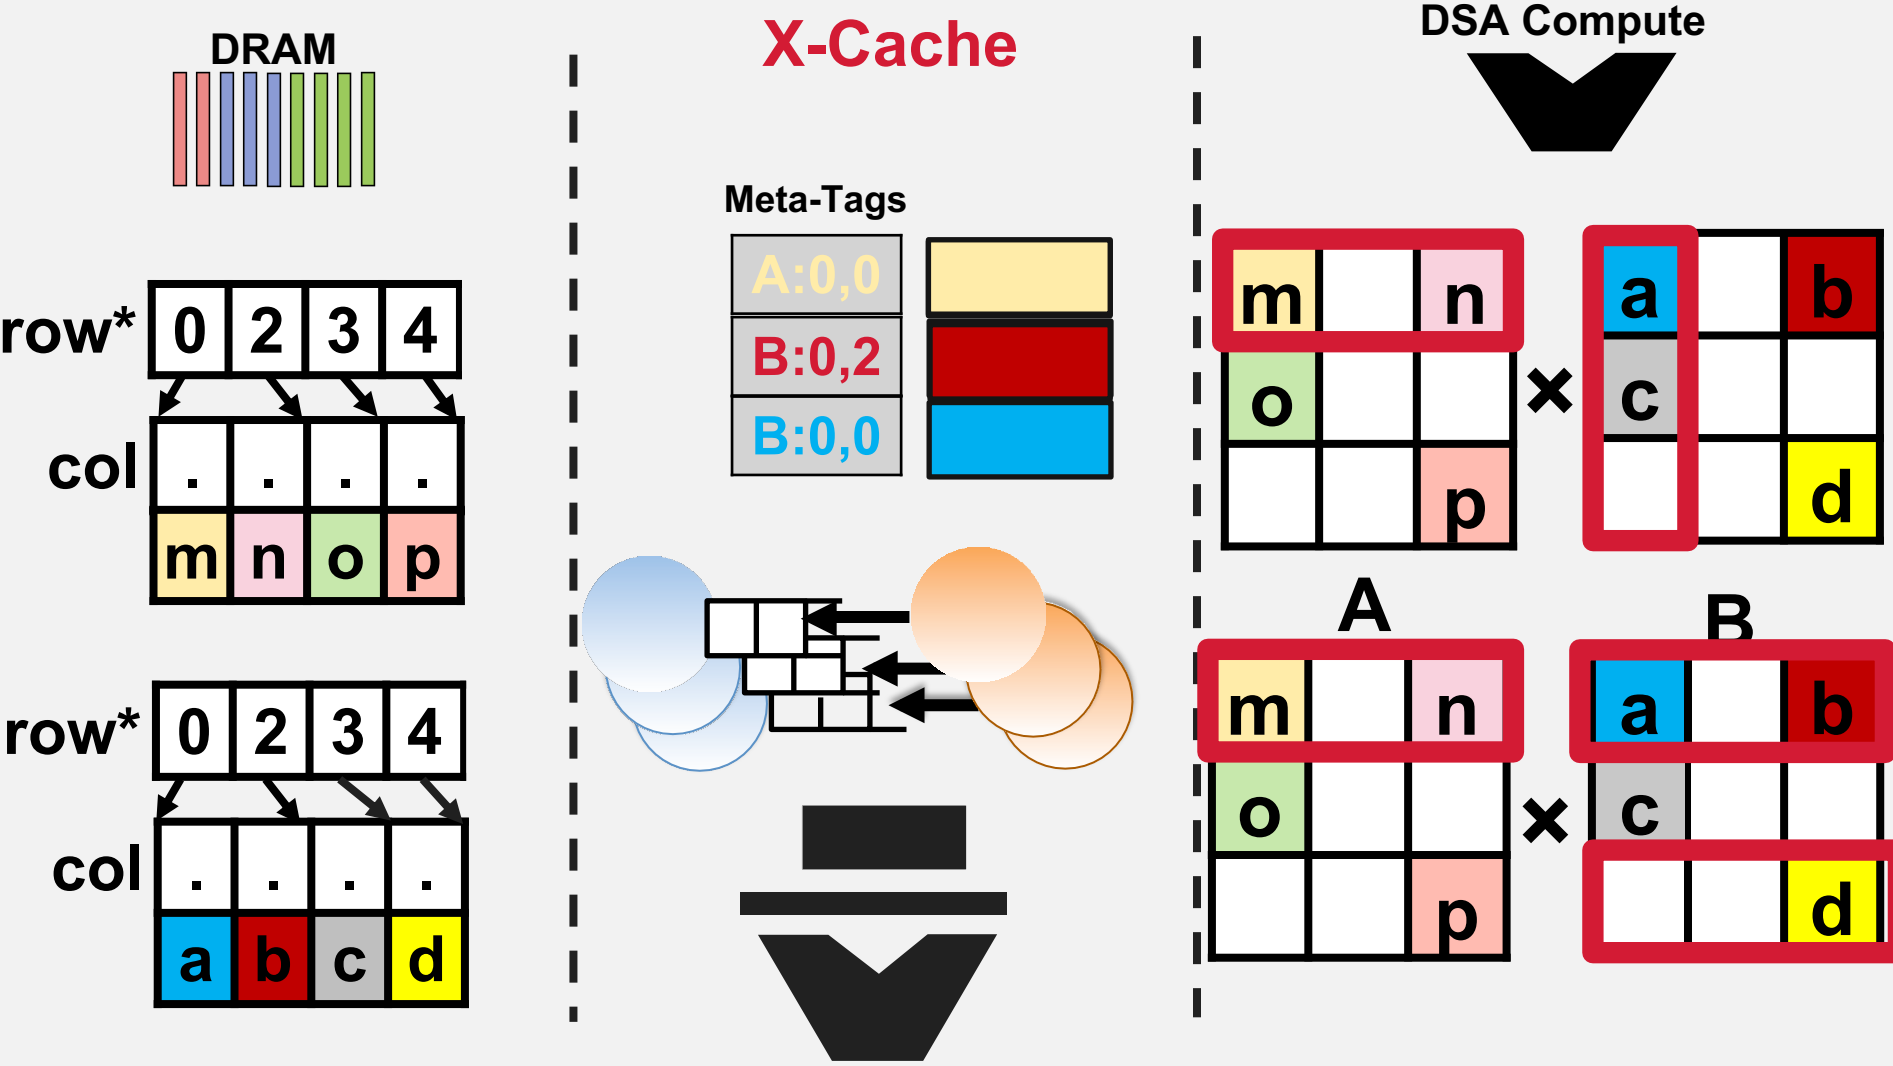 DRAM
row* 0 2 3 4
col . . . .
m n o p
row* 0 2 3 4
col . . . .
a b c d
X-Cache
Meta-Tags
A:0,0
B:0,2
B:0,0
DSA Compute
m n a b
o × c
p d
A B
m n a b
o × c
p d